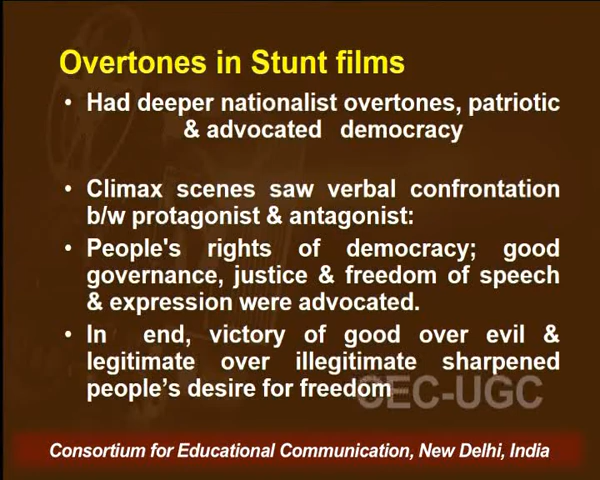 Overtones in Stunt films
• Had deeper nationalist overtones, patriotic
& advocated democracy
• Climax scenes saw verbal confrontation
b/w protagonist & antagonist:
• People's rights of democracy; good
governance, justice & freedom of speech
& expression were advocated.
• In end, victory of good over evil &
legitimate over illegitimate sharpened
people's desire for freedom
CEC-UGC
Consortium for Educational Communication, New Delhi, India